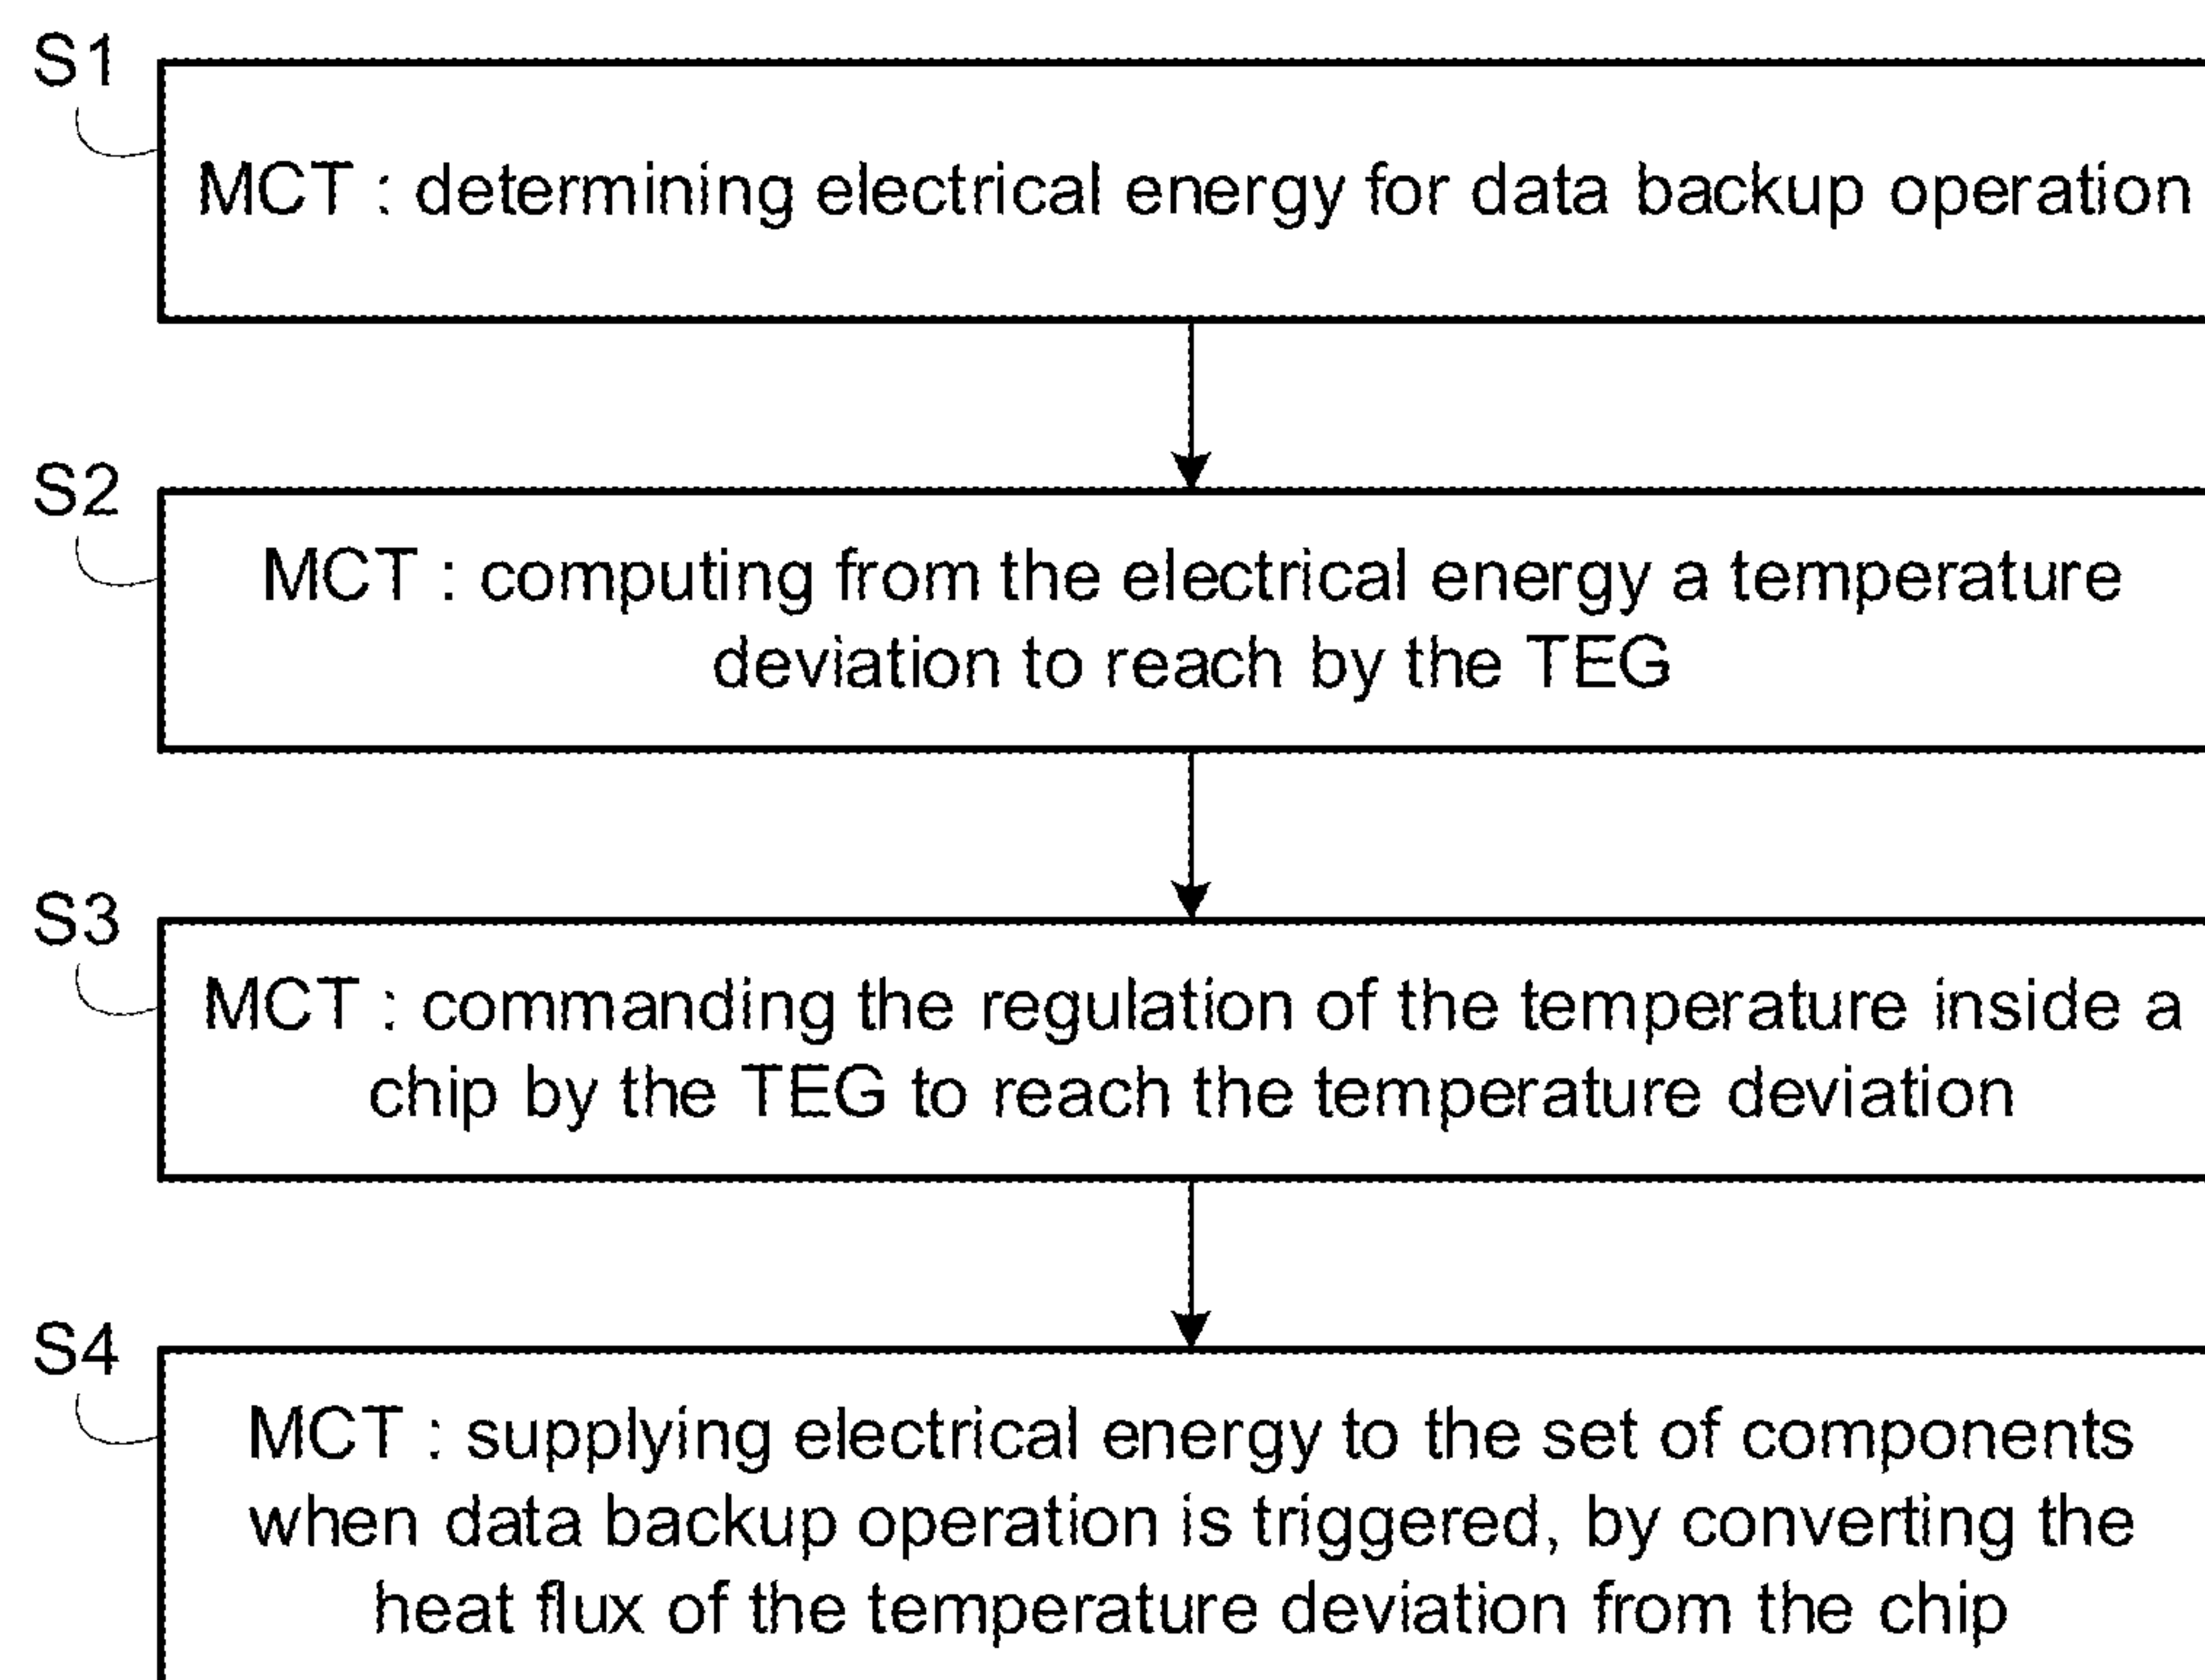 S1
MCT : determining electrical energy for data backup operation
S2
MCT : computing from the electrical energy a temperature
deviation to reach by the TEG
S3
MCT : commanding the regulation of the temperature inside a
chip by the TEG to reach the temperature deviation
S4
MCT : supplying electrical energy to the set of components
when data backup operation is triggered, by converting the
heat flux of the temperature deviation from the chip